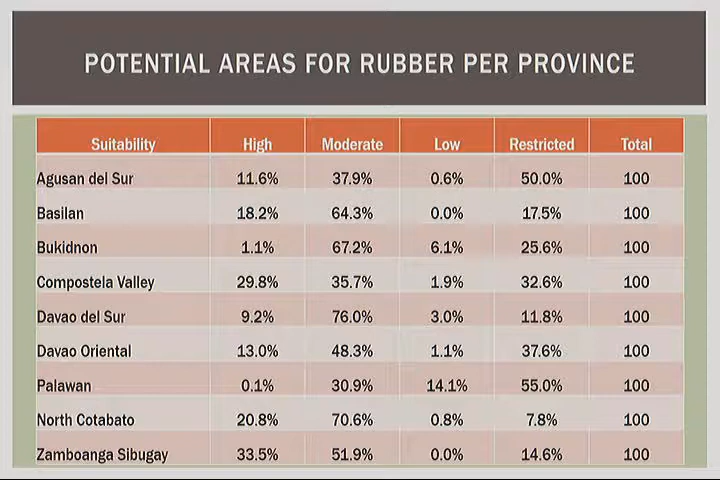 POTENTIAL AREAS FOR RUBBER PER PROVINCE
Suitability High Moderate Low Restricted Total
Agusan del Sur 11.6% 37.9% 0.6% 50.0% 100
Basilan 18.2% 64.3% 0.0% 17.5% 100
Bukidnon 1.1% 67.2% 6.1% 25.6% 100
Compostela Valley 29.8% 35.7% 1.9% 32.6% 100
Davao del Sur 9.2% 76.0% 3.0% 11.8% 100
Davao Oriental 13.0% 48.3% 1.1% 37.6% 100
Palawan 0.1% 30.9% 14.1% 55.0% 100
North Cotabato 20.8% 70.6% 0.8% 7.8% 100
Zamboanga Sibugay 33.5% 51.9% 0.0% 14.6% 100